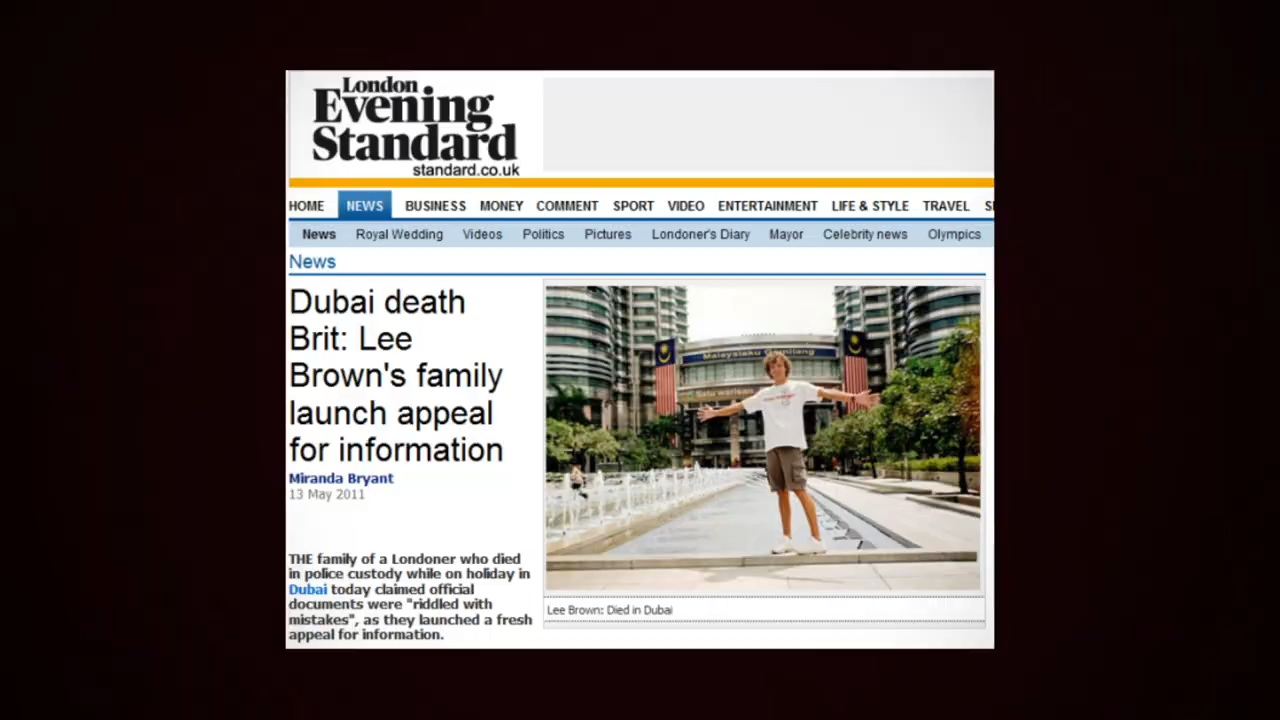 London
Evening
Standard
standard.co.uk
HOME NEWS BUSINESS MONEY COMMENT SPORT VIDEO ENTERTAINMENT LIFE & STYLE TRAVEL
News Royal Wedding Videos Politics Pictures Londoner's Diary Mayor Celebrity news Olympics
News
Dubai death
Brit: Lee
Brown's family
launch appeal
for information
Miranda Bryant
13 May 2011
THE family of a Londoner who died
in police custody while on holiday in
Dubai today claimed official
documents were "riddled with
mistakes", as they launched a fresh
appeal for information.
Malaysiaku Gemilang
Satu warisan
Lee Brown: Died in Dubai